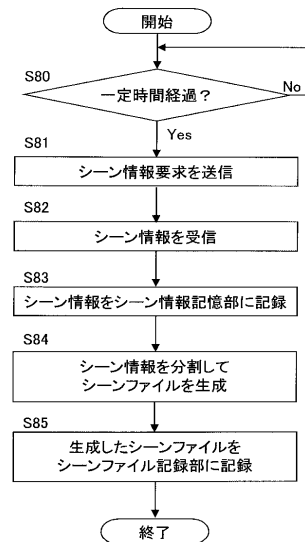 開始
S80
一定時間経過？
No
Yes
S81
シーン情報要求を送信
S82
シーン情報を受信
S83
シーン情報をシーン情報記憶部に記録
S84
シーン情報を分割して
シーンファイルを生成
S85
生成したシーンファイルを
シーンファイル記録部に記録
終了